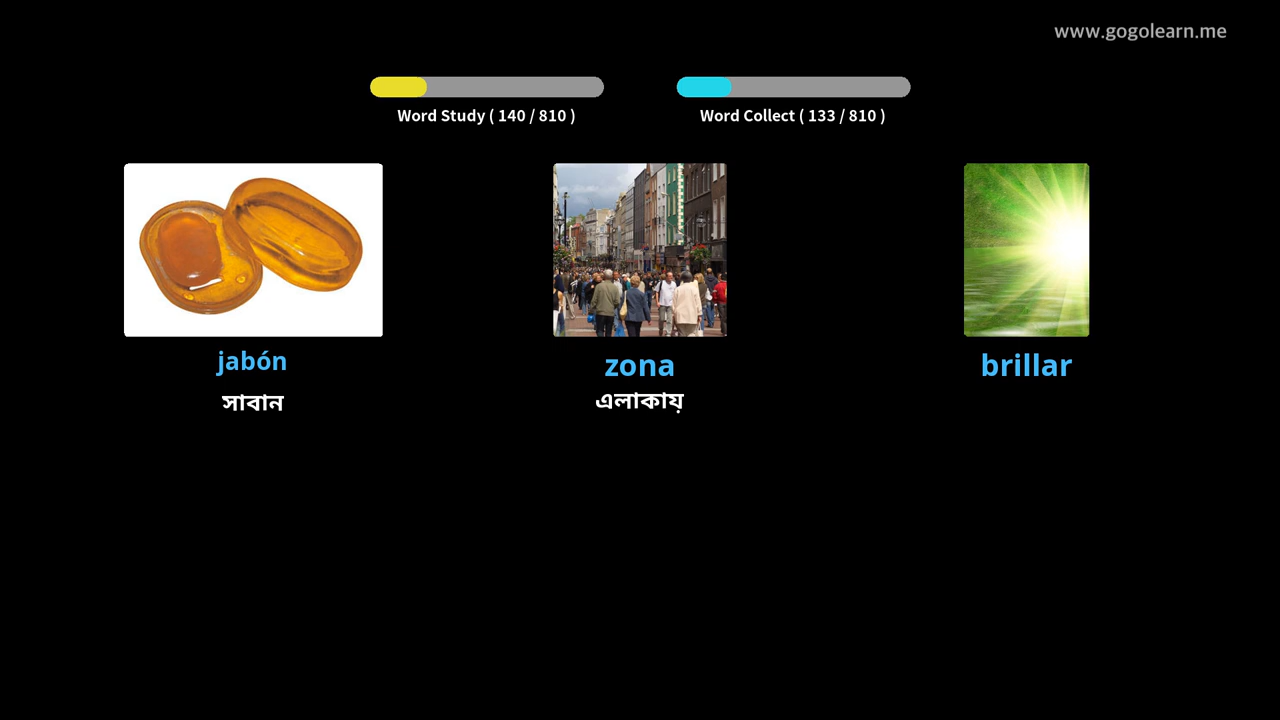 www.gogolearn.me
Word Study ( 140 / 810 )
Word Collect ( 133 / 810 )
jabón
zona
brillar
সাবান
এলাকায়